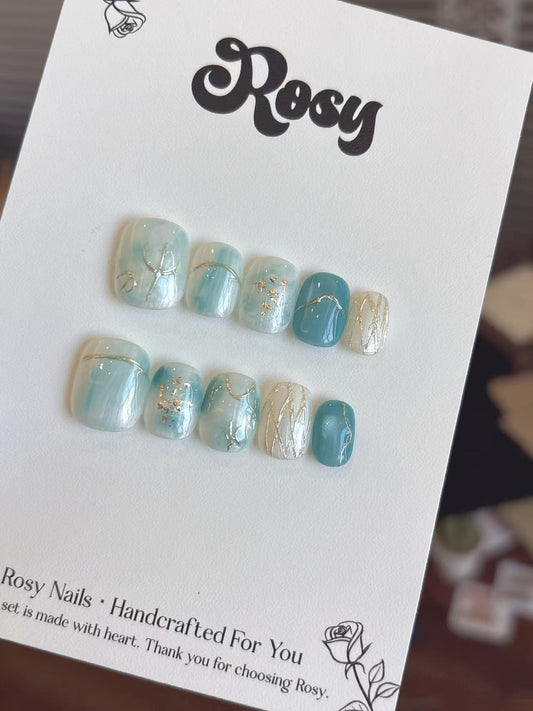 Rosy
Rosy Nails • Handcrafted For You
set is made with heart. Thank you for choosing Rosy.